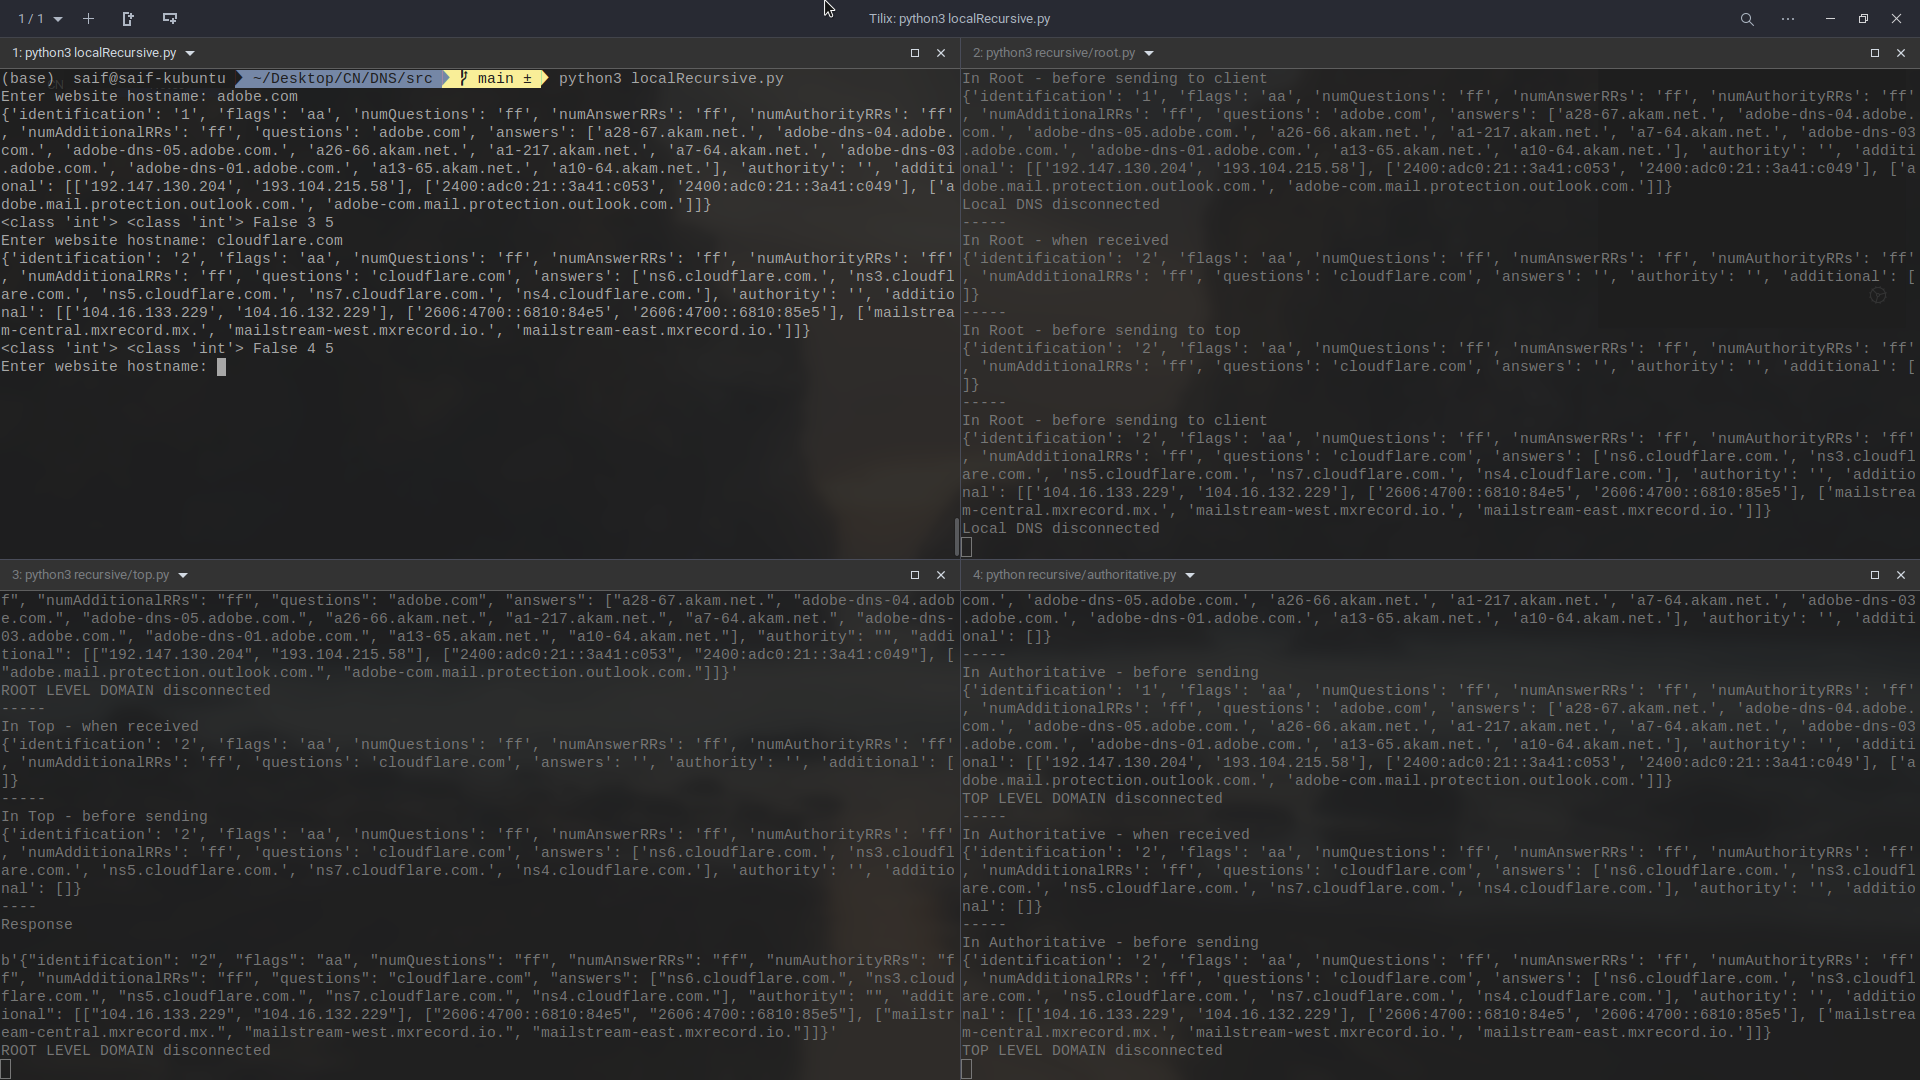 1 / 1
Tilix: python3 localRecursive.py
1: python3 localRecursive.py
(base)  saif@saif-kubuntu  ~/Desktop/CN/DNS/src  main ±  python3 localRecursive.py
Enter website hostname: adobe.com
{'identification': '1', 'flags': 'aa', 'numQuestions': 'ff', 'numAnswerRRs': 'ff', 'numAuthorityRRs': 'ff'
, 'numAdditionalRRs': 'ff', 'questions': 'adobe.com', 'answers': ['a28-67.akam.net.', 'adobe-dns-04.adobe.
com.', 'adobe-dns-05.adobe.com.', 'a26-66.akam.net.', 'a1-217.akam.net.', 'a7-64.akam.net.', 'adobe-dns-03
.adobe.com.', 'adobe-dns-01.adobe.com.', 'a13-65.akam.net.', 'a10-64.akam.net.'], 'authority': '', 'additi
onal': [['192.147.130.204', '193.104.215.58'], ['2400:adc0:21::3a41:c053', '2400:adc0:21::3a41:c049'], ['a
dobe.mail.protection.outlook.com.', 'adobe-com.mail.protection.outlook.com.']]}
<class 'int'> <class 'int'> False 3 5
Enter website hostname: cloudflare.com
{'identification': '2', 'flags': 'aa', 'numQuestions': 'ff', 'numAnswerRRs': 'ff', 'numAuthorityRRs': 'ff'
, 'numAdditionalRRs': 'ff', 'questions': 'cloudflare.com', 'answers': ['ns6.cloudflare.com.', 'ns3.cloudfl
are.com.', 'ns5.cloudflare.com.', 'ns7.cloudflare.com.', 'ns4.cloudflare.com.'], 'authority': '', 'additio
nal': [['104.16.133.229', '104.16.132.229'], ['2606:4700::6810:84e5', '2606:4700::6810:85e5'], ['mailstrea
m-central.mxrecord.mx.', 'mailstream-west.mxrecord.io.', 'mailstream-east.mxrecord.io.']]}
<class 'int'> <class 'int'> False 4 5
Enter website hostname:
2: python3 recursive/root.py
In Root - before sending to client
{'identification': '1', 'flags': 'aa', 'numQuestions': 'ff', 'numAnswerRRs': 'ff', 'numAuthorityRRs': 'ff'
, 'numAdditionalRRs': 'ff', 'questions': 'adobe.com', 'answers': ['a28-67.akam.net.', 'adobe-dns-04.adobe.
com.', 'adobe-dns-05.adobe.com.', 'a26-66.akam.net.', 'a1-217.akam.net.', 'a7-64.akam.net.', 'adobe-dns-03
.adobe.com.', 'adobe-dns-01.adobe.com.', 'a13-65.akam.net.', 'a10-64.akam.net.'], 'authority': '', 'additi
onal': [['192.147.130.204', '193.104.215.58'], ['2400:adc0:21::3a41:c053', '2400:adc0:21::3a41:c049'], ['a
dobe.mail.protection.outlook.com.', 'adobe-com.mail.protection.outlook.com.']]}
Local DNS disconnected
-----
In Root - when received
{'identification': '2', 'flags': 'aa', 'numQuestions': 'ff', 'numAnswerRRs': 'ff', 'numAuthorityRRs': 'ff'
, 'numAdditionalRRs': 'ff', 'questions': 'cloudflare.com', 'answers': '', 'authority': '', 'additional': [
]}
-----
In Root - before sending to top
{'identification': '2', 'flags': 'aa', 'numQuestions': 'ff', 'numAnswerRRs': 'ff', 'numAuthorityRRs': 'ff'
, 'numAdditionalRRs': 'ff', 'questions': 'cloudflare.com', 'answers': '', 'authority': '', 'additional': [
]}
-----
In Root - before sending to client
{'identification': '2', 'flags': 'aa', 'numQuestions': 'ff', 'numAnswerRRs': 'ff', 'numAuthorityRRs': 'ff'
, 'numAdditionalRRs': 'ff', 'questions': 'cloudflare.com', 'answers': ['ns6.cloudflare.com.', 'ns3.cloudfl
are.com.', 'ns5.cloudflare.com.', 'ns7.cloudflare.com.', 'ns4.cloudflare.com.'], 'authority': '', 'additio
nal': [['104.16.133.229', '104.16.132.229'], ['2606:4700::6810:84e5', '2606:4700::6810:85e5'], ['mailstrea
m-central.mxrecord.mx.', 'mailstream-west.mxrecord.io.', 'mailstream-east.mxrecord.io.']]}
Local DNS disconnected
3: python3 recursive/top.py
f", "numAdditionalRRs": "ff", "questions": "adobe.com", "answers": ["a28-67.akam.net.", "adobe-dns-04.adob
e.com.", "adobe-dns-05.adobe.com.", "a26-66.akam.net.", "a1-217.akam.net.", "a7-64.akam.net.", "adobe-dns-
03.adobe.com.", "adobe-dns-01.adobe.com.", "a13-65.akam.net.", "a10-64.akam.net."], "authority": "", "addi
tional": [["192.147.130.204", "193.104.215.58"], ["2400:adc0:21::3a41:c053", "2400:adc0:21::3a41:c049"], [
"adobe.mail.protection.outlook.com.", "adobe-com.mail.protection.outlook.com."]]}'
ROOT LEVEL DOMAIN disconnected
-----
In Top - when received
{'identification': '2', 'flags': 'aa', 'numQuestions': 'ff', 'numAnswerRRs': 'ff', 'numAuthorityRRs': 'ff'
, 'numAdditionalRRs': 'ff', 'questions': 'cloudflare.com', 'answers': '', 'authority': '', 'additional': [
]}
-----
In Top - before sending
{'identification': '2', 'flags': 'aa', 'numQuestions': 'ff', 'numAnswerRRs': 'ff', 'numAuthorityRRs': 'ff'
, 'numAdditionalRRs': 'ff', 'questions': 'cloudflare.com', 'answers': ['ns6.cloudflare.com.', 'ns3.cloudfl
are.com.', 'ns5.cloudflare.com.', 'ns7.cloudflare.com.', 'ns4.cloudflare.com.'], 'authority': '', 'additio
nal': []}
----
Response
b'{"identification": "2", "flags": "aa", "numQuestions": "ff", "numAnswerRRs": "ff", "numAuthorityRRs": "f
f", "numAdditionalRRs": "ff", "questions": "cloudflare.com", "answers": ["ns6.cloudflare.com.", "ns3.cloud
flare.com.", "ns5.cloudflare.com.", "ns7.cloudflare.com.", "ns4.cloudflare.com."], "authority": "", "addit
ional": [["104.16.133.229", "104.16.132.229"], ["2606:4700::6810:84e5", "2606:4700::6810:85e5"], ["mailstr
eam-central.mxrecord.mx.", "mailstream-west.mxrecord.io.", "mailstream-east.mxrecord.io."]]}'
ROOT LEVEL DOMAIN disconnected
4: python recursive/authoritative.py
com.', 'adobe-dns-05.adobe.com.', 'a26-66.akam.net.', 'a1-217.akam.net.', 'a7-64.akam.net.', 'adobe-dns-03
.adobe.com.', 'adobe-dns-01.adobe.com.', 'a13-65.akam.net.', 'a10-64.akam.net.'], 'authority': '', 'additi
onal': []}
-----
In Authoritative - before sending
{'identification': '1', 'flags': 'aa', 'numQuestions': 'ff', 'numAnswerRRs': 'ff', 'numAuthorityRRs': 'ff'
, 'numAdditionalRRs': 'ff', 'questions': 'adobe.com', 'answers': ['a28-67.akam.net.', 'adobe-dns-04.adobe.
com.', 'adobe-dns-05.adobe.com.', 'a26-66.akam.net.', 'a1-217.akam.net.', 'a7-64.akam.net.', 'adobe-dns-03
.adobe.com.', 'adobe-dns-01.adobe.com.', 'a13-65.akam.net.', 'a10-64.akam.net.'], 'authority': '', 'additi
onal': [['192.147.130.204', '193.104.215.58'], ['2400:adc0:21::3a41:c053', '2400:adc0:21::3a41:c049'], ['a
dobe.mail.protection.outlook.com.', 'adobe-com.mail.protection.outlook.com.']]}
TOP LEVEL DOMAIN disconnected
-----
In Authoritative - when received
{'identification': '2', 'flags': 'aa', 'numQuestions': 'ff', 'numAnswerRRs': 'ff', 'numAuthorityRRs': 'ff'
, 'numAdditionalRRs': 'ff', 'questions': 'cloudflare.com', 'answers': ['ns6.cloudflare.com.', 'ns3.cloudfl
are.com.', 'ns5.cloudflare.com.', 'ns7.cloudflare.com.', 'ns4.cloudflare.com.'], 'authority': '', 'additio
nal': []}
-----
In Authoritative - before sending
{'identification': '2', 'flags': 'aa', 'numQuestions': 'ff', 'numAnswerRRs': 'ff', 'numAuthorityRRs': 'ff'
, 'numAdditionalRRs': 'ff', 'questions': 'cloudflare.com', 'answers': ['ns6.cloudflare.com.', 'ns3.cloudfl
are.com.', 'ns5.cloudflare.com.', 'ns7.cloudflare.com.', 'ns4.cloudflare.com.'], 'authority': '', 'additio
nal': [['104.16.133.229', '104.16.132.229'], ['2606:4700::6810:84e5', '2606:4700::6810:85e5'], ['mailstrea
m-central.mxrecord.mx.', 'mailstream-west.mxrecord.io.', 'mailstream-east.mxrecord.io.']]}
TOP LEVEL DOMAIN disconnected